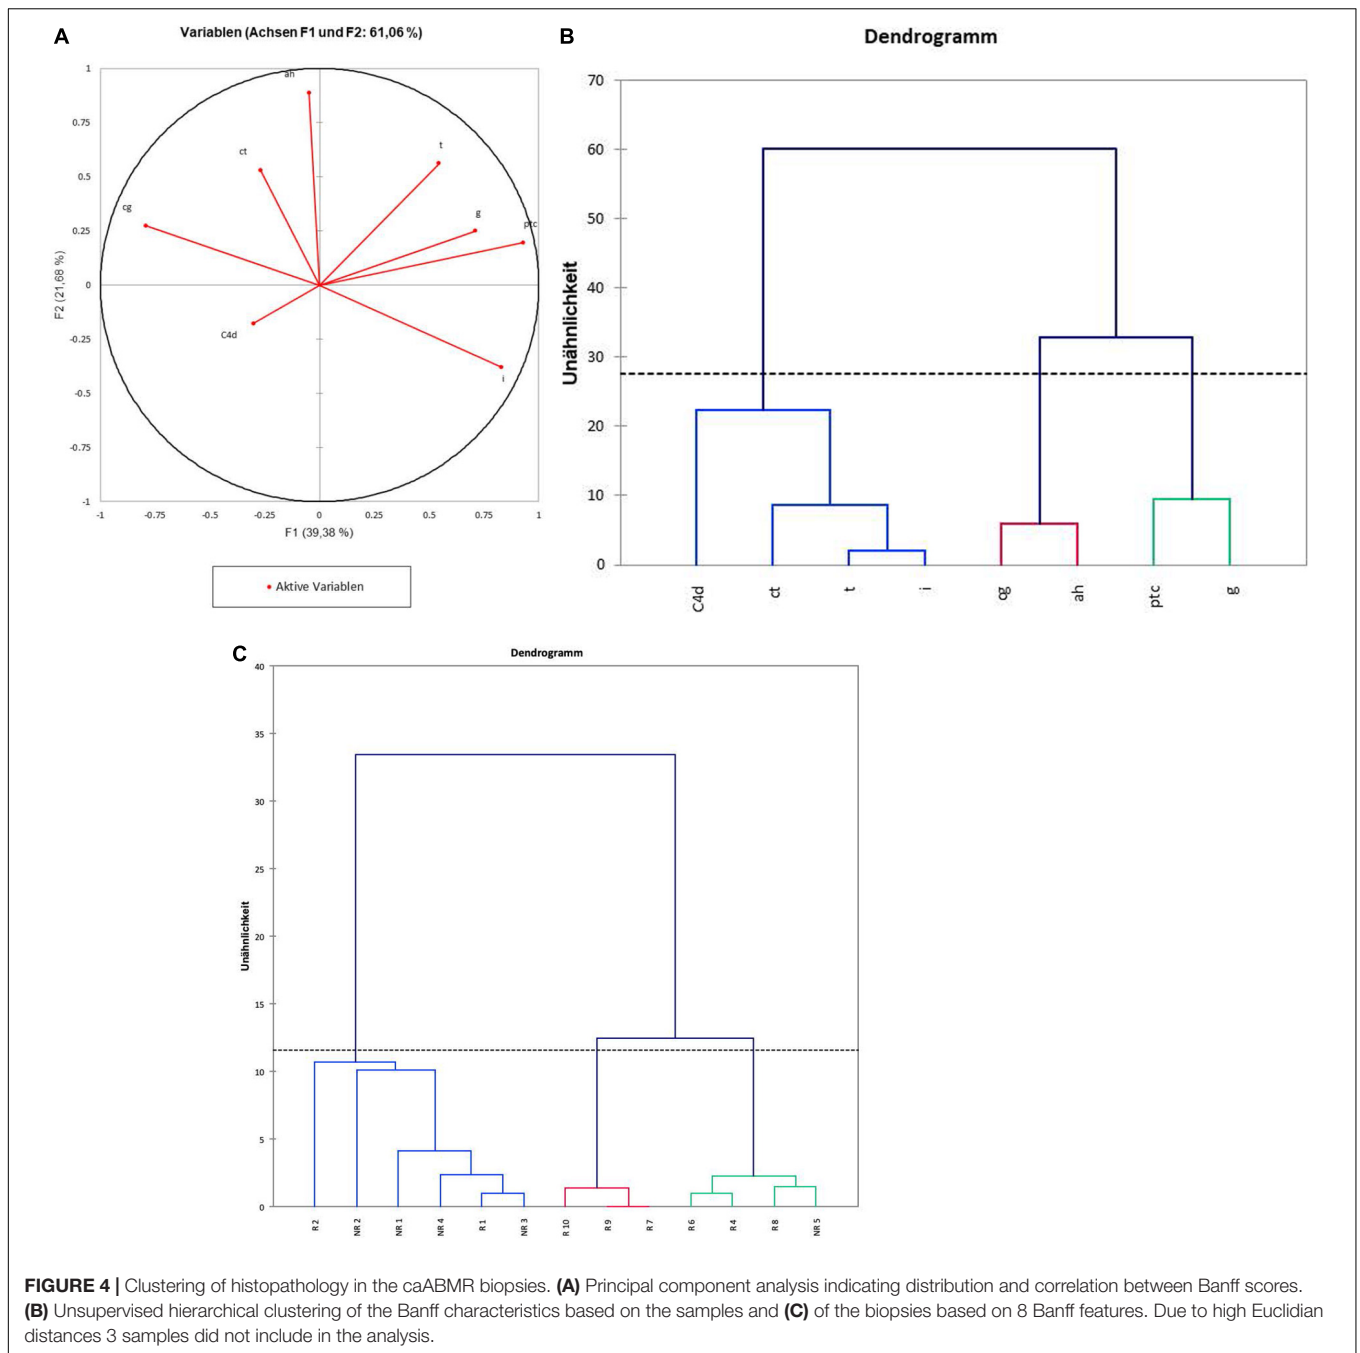 A
Variablen (Achsen F1 und F2: 61,06 %)
1
0.75
0.5
0.25
0
-0.25
-0.5
-0.75
-1
F2 (21,68 %)
ah
ct
t
cg
g
ptc
C4d
i
-1 -0.75 -0.5 -0.25 0 0.25 0.5 0.75 1
F1 (39,38 %)
Aktive Variablen
B
Dendrogramm
70
60
50
40
30
20
10
0
Unähnlichkeit
C4d ct t i cg ah ptc g
C
Dendrogramm
40
35
30
25
20
15
10
5
0
Unähnlichkeit
R 2 NR 2 NR 1 NR 4 R 1 NR 3 R 10 R 9 R 7 R 6 R 4 R 8 NR 5
FIGURE 4 | Clustering of histopathology in the caABMR biopsies. (A) Principal component analysis indicating distribution and correlation between Banff scores.
(B) Unsupervised hierarchical clustering of the Banff characteristics based on the samples and (C) of the biopsies based on 8 Banff features. Due to high Euclidian
distances 3 samples did not include in the analysis.